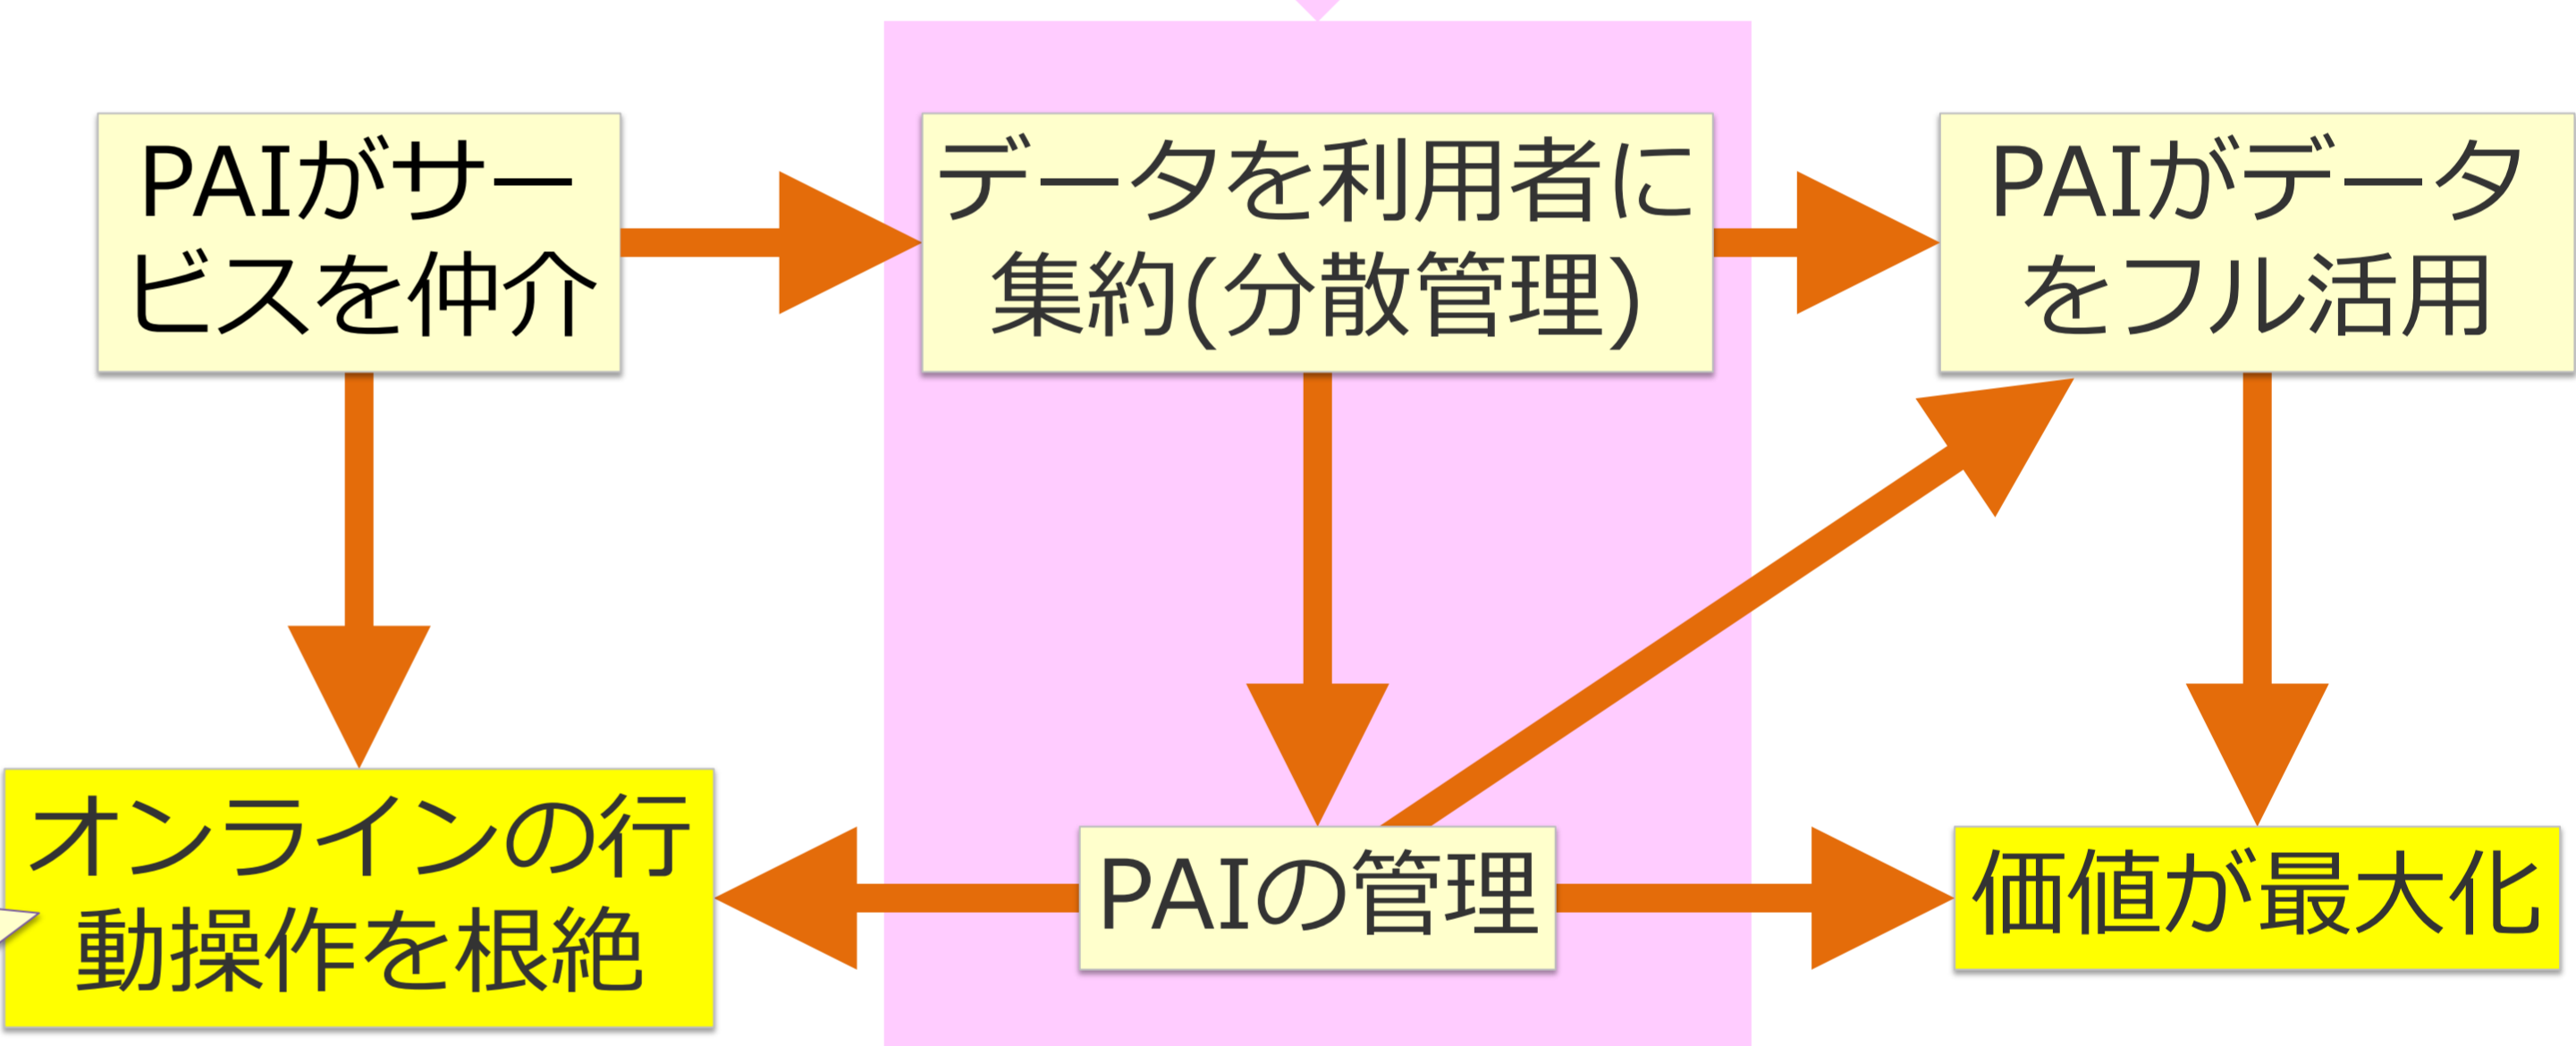 PAIがサー
ビスを仲介
データを利用者に
集約(分散管理)
PAIがデータ
をフル活用
オンラインの行
動操作を根絶
PAIの管理
価値が最大化